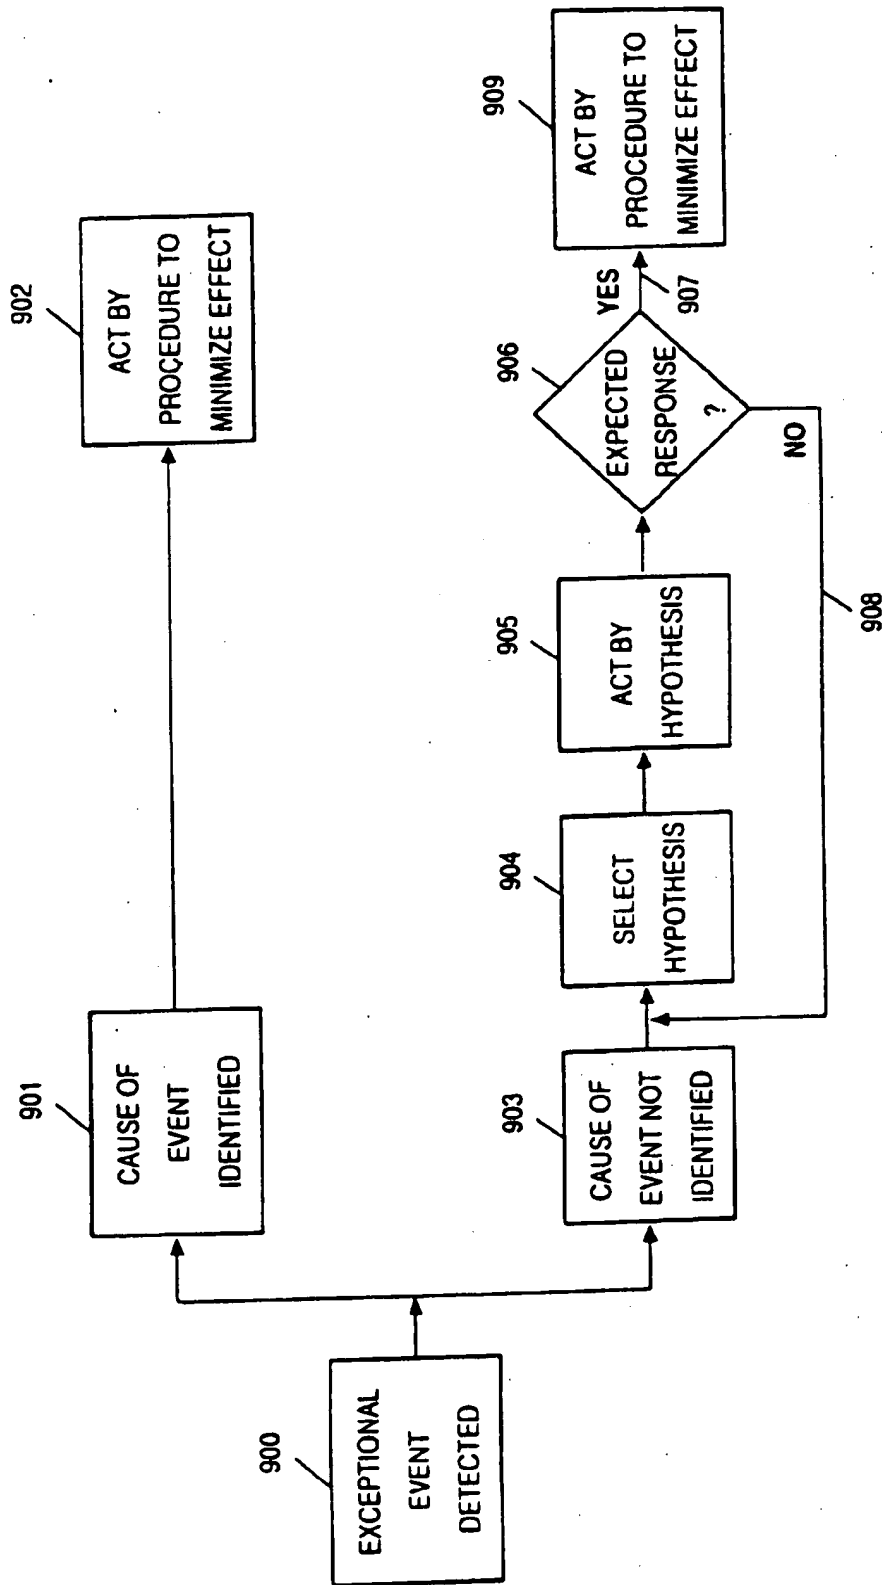 900
EXCEPTIONAL
EVENT
DETECTED
901
CAUSE OF
EVENT
IDENTIFIED
902
ACT BY
PROCEDURE TO
MINIMIZE EFFECT
903
CAUSE OF
EVENT NOT
IDENTIFIED
904
SELECT
HYPOTHESIS
905
ACT BY
HYPOTHESIS
906
EXPECTED
RESPONSE
?
YES
907
NO
908
909
ACT BY
PROCEDURE TO
MINIMIZE EFFECT